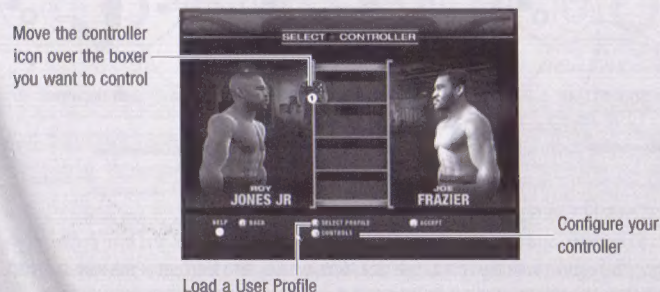 Move the controller
icon over the boxer
you want to control
SELECT CONTROLLER
1
ROY
JONES JR
JOE
FRAZIER
HELP BACK SELECT PROFILE ACCEPT
CONTROLS
Configure your
controller
Load a User Profile